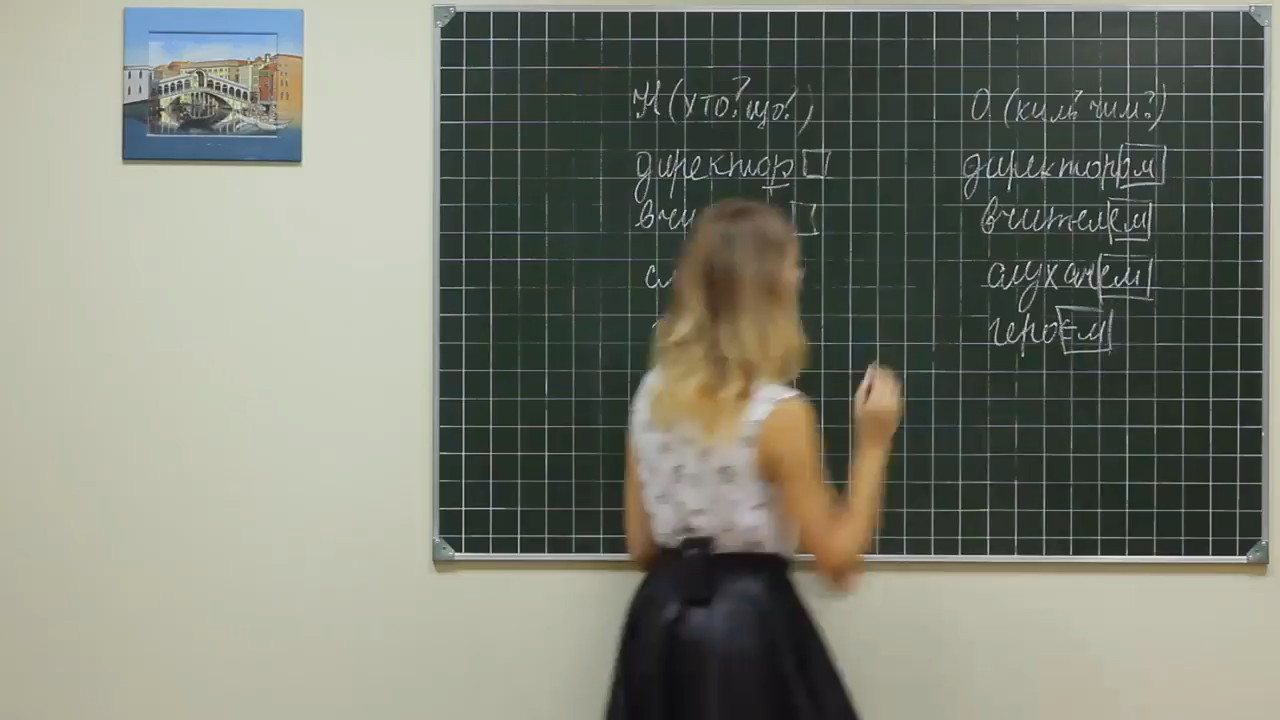 Н (хто? що?) О (ким? чим?)
директор директором
вчителем
слухачем
героєм